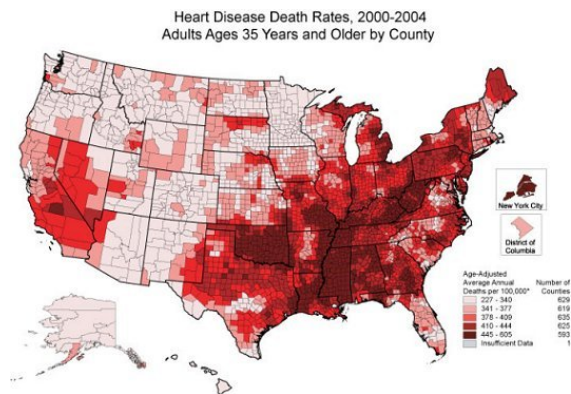 Heart Disease Death Rates, 2000-2004
Adults Ages 35 Years and Older by County
New York City
District of
Columbia
Age-Adjusted
Average Annual
Deaths per 100,000*
Number of
Counties
227 - 340 629
341 - 377 619
378 - 409 635
410 - 444 625
445 - 605 593
Insufficient Data 1